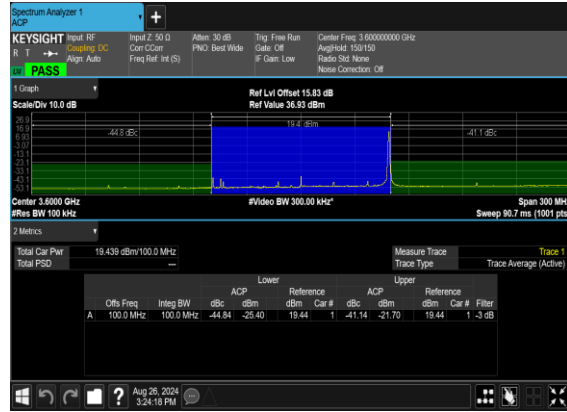 Spectrum Analyzer 1
ACP
KEYSIGHT Input: RF Input Z: 50 Ω Atten: 30 dB Trig: Free Run Center Freq: 3.600000000 GHz
R T Coupling: DC Corr CCorr PNO: Best Wide Gate: Off Avg|Hold: 150/150
Align: Auto Freq Ref: Int (S) IF Gain: Low Radio Std: None
LXI PASS Noise Correction: Off
1 Graph Ref Lvl Offset 15.83 dB
Scale/Div 10.0 dB Ref Value 36.93 dBm
26.9
16.9 19.4 dBm
6.93 -44.8 dBc -41.1 dBc
-3.07
-13.1
-23.1
-33.1
-43.1
-53.1
Center 3.6000 GHz #Video BW 300.00 kHz* Span 300 MH
#Res BW 100 kHz Sweep 90.7 ms (1001 pts
2 Metrics
Total Car Pwr 19.439 dBm/100.0 MHz Measure Trace Trace 1
Total PSD --- Trace Type Trace Average (Active)
Lower Upper
ACP Reference ACP Reference
Offs Freq Integ BW dBc dBm dBm Car # dBc dBm dBm Car # Filter
A 100.0 MHz 100.0 MHz -44.84 -25.40 19.44 1 -41.14 -21.70 19.44 1 -3 dB
? Aug 26, 2024
3:24:18 PM